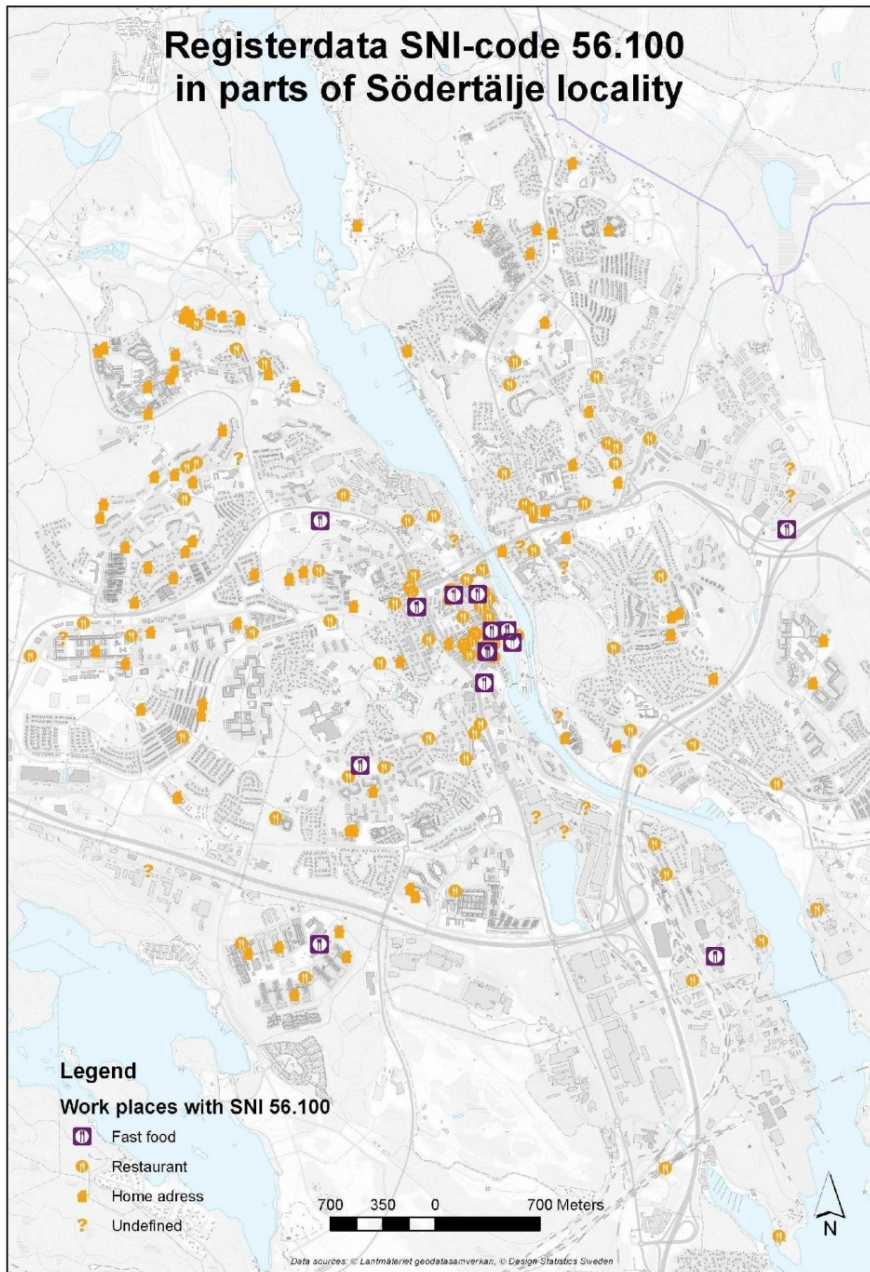 Registerdata SNI-code 56.100
in parts of Södertälje locality
Legend
Work places with SNI 56.100
Fast food
Restaurant
Home adress
Undefined
700 350 0 700 Meters
N
Data sources: © Lantmäteriet geodatasamverkan, © Design Statistics Sweden